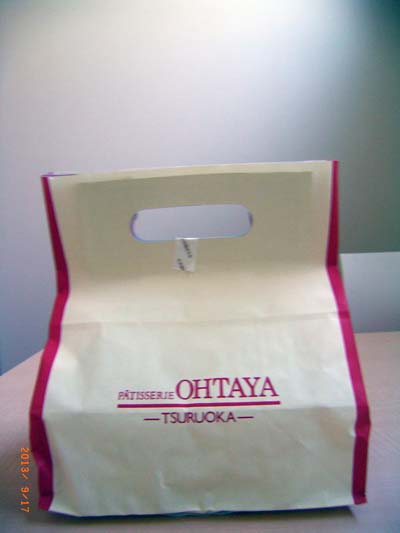 PÂTISSERIE OHTAYA
—TSURUOKA—
2013/ 9/17